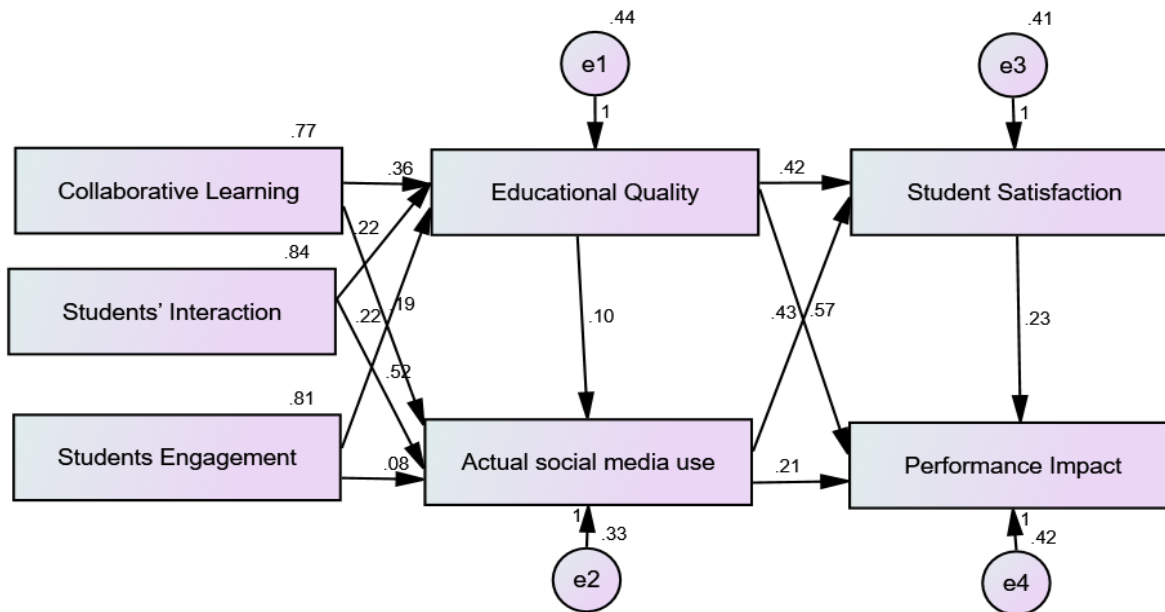 .44
.41
e1
e3
1
1
.77
Collaborative Learning
.36
Educational Quality
.42
Student Satisfaction
.22
.84
Students’ Interaction
.22
.19
.10
.43
.57
.23
.52
.81
Students Engagement
.08
Actual social media use
.21
Performance Impact
1
.33
1
.42
e2
e4